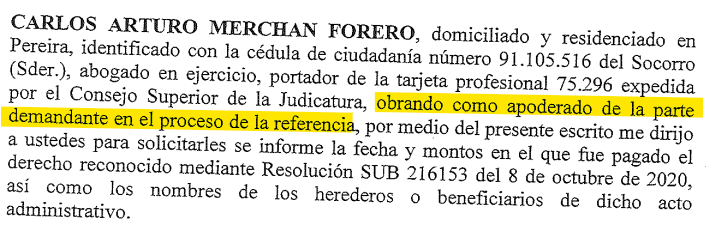 CARLOS ARTURO MERCHAN FORERO, domiciliado y residenciado en
Pereira, identificado con la cédula de ciudadanía número 91.105.516 del Socorro
(Sder.), abogado en ejercicio, portador de la tarjeta profesional 75.296 expedida
por el Consejo Superior de la Judicatura, obrando como apoderado de la parte
demandante en el proceso de la referencia, por medio del presente escrito me dirijo
a ustedes para solicitarles se informe la fecha y montos en el que fue pagado el
derecho reconocido mediante Resolución SUB 216153 del 8 de octubre de 2020,
así como los nombres de los herederos o beneficiarios de dicho acto
administrativo.